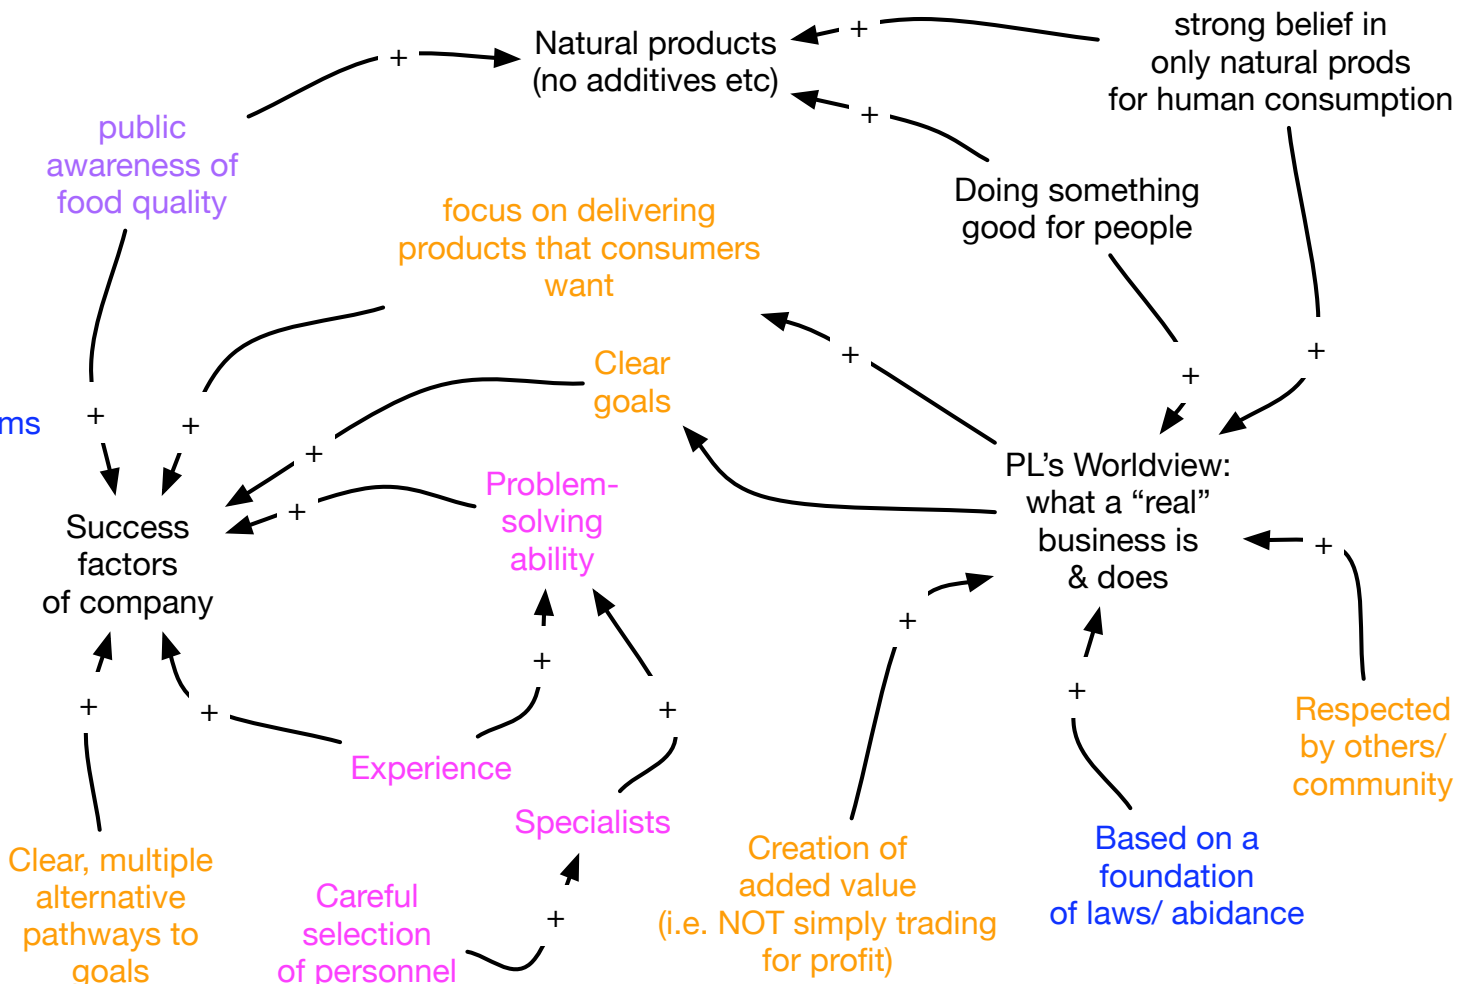 strong belief in
only natural prods
for human consumption
+
+
Natural products
(no additives etc)
+
public
awareness of
food quality
Doing something
good for people
focus on delivering
products that consumers
want
+
+
+
Clear
goals
+
+
ms
+
PL’s Worldview:
what a “real”
business is
& does
Problem-
solving
ability
+
Success
factors
of company
+
+
+
+
+
+
+
Respected
by others/
community
Experience
Specialists
Based on a
foundation
of laws/ abidance
Creation of
added value
(i.e. NOT simply trading
for profit)
Clear, multiple
alternative
pathways to
goals
Careful
selection
of personnel
+